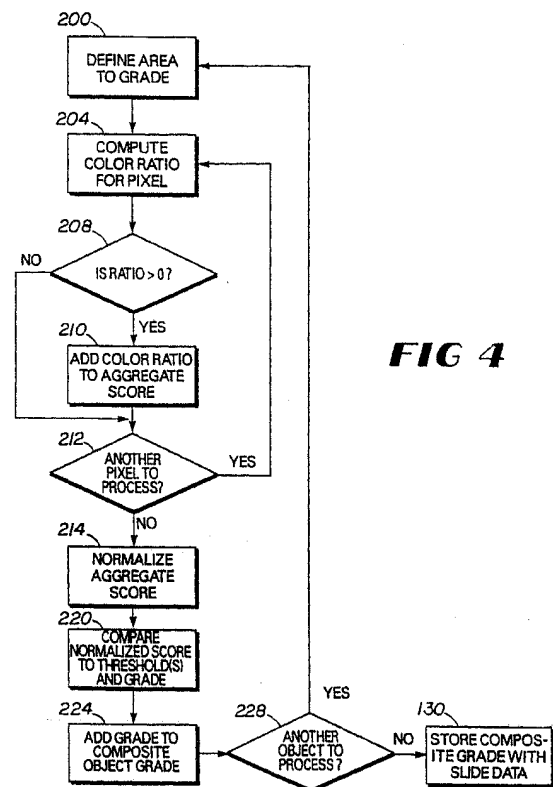 200
DEFINE AREA
TO GRADE
204
COMPUTE
COLOR RATIO
FOR PIXEL
208
NO
IS RATIO > 0 ?
YES
210
ADD COLOR RATIO
TO AGGREGATE
SCORE
FIG 4
212
ANOTHER
PIXEL TO
PROCESS?
YES
NO
214
NORMALIZE
AGGREGATE
SCORE
220
COMPARE
NORMALIZED SCORE
TO THRESHOLD(S)
AND GRADE
YES
224
ADD GRADE TO
COMPOSITE
OBJECT GRADE
228
ANOTHER
OBJECT TO
PROCESS ?
NO
130
STORE COMPOS-
ITE GRADE WITH
SLIDE DATA